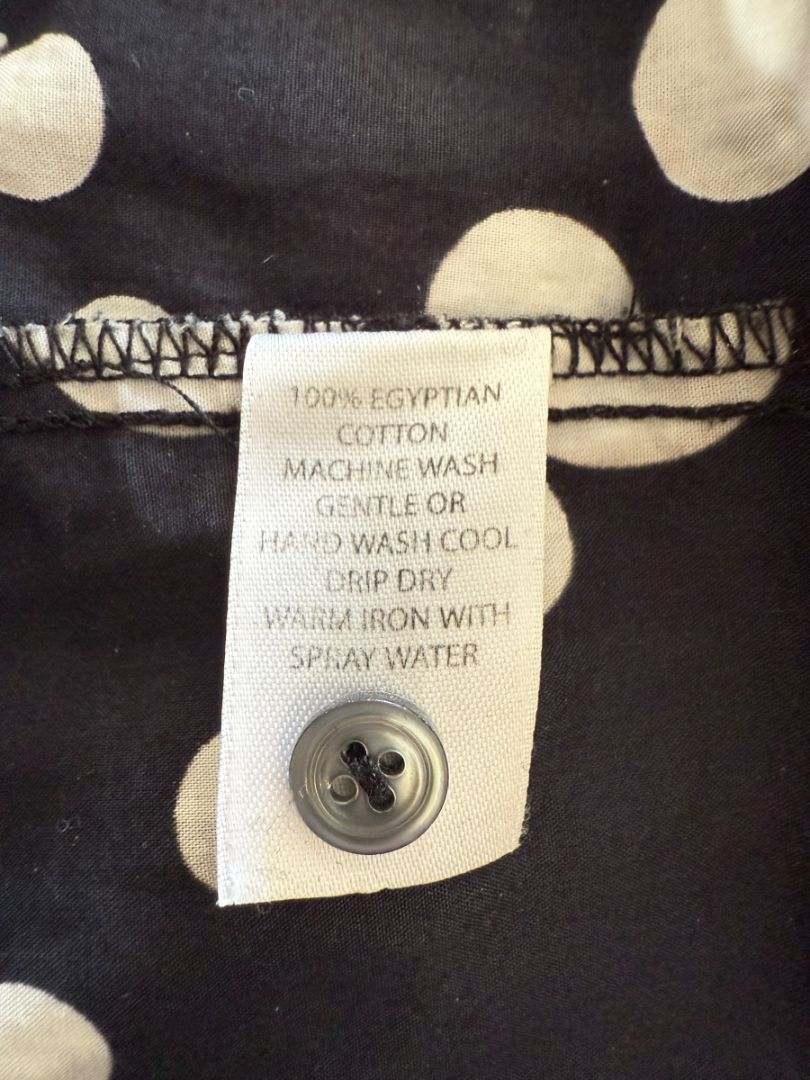 100% EGYPTIAN
COTTON
MACHINE WASH
GENTLE OR
HAND WASH COOL
DRIP DRY
WARM IRON WITH
SPRAY WATER